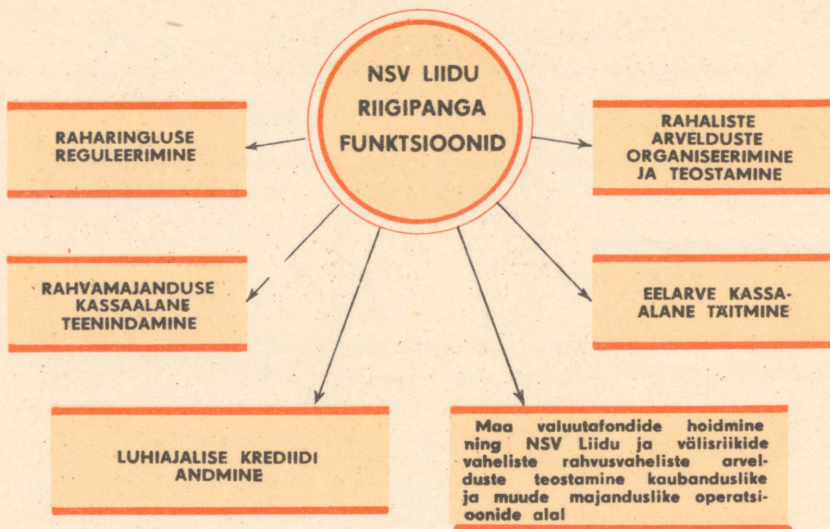 NSV LIIDU
RIIGIPANGA
FUNKTSIOONID
RAHARINGLUSE
REGULEERIMINE
RAHALISTE
ARVELDUSTE
ORGANISEERIMINE
JA TEOSTAMINE
RAHVAMAJANDUSE
KASSAALANE
TEENINDAMINE
EELARVE KASSA-
ALANE TÄITMINE
LUHIAJALISE KREDIIDI
ANDMINE
Maa valuutafondide hoidmine
ning NSV Liidu ja välisriikide
vaheliste rahvusvaheliste arvel-
duste teostamine kaubanduslike
ja muude majanduslike operatsi-
oonide alal